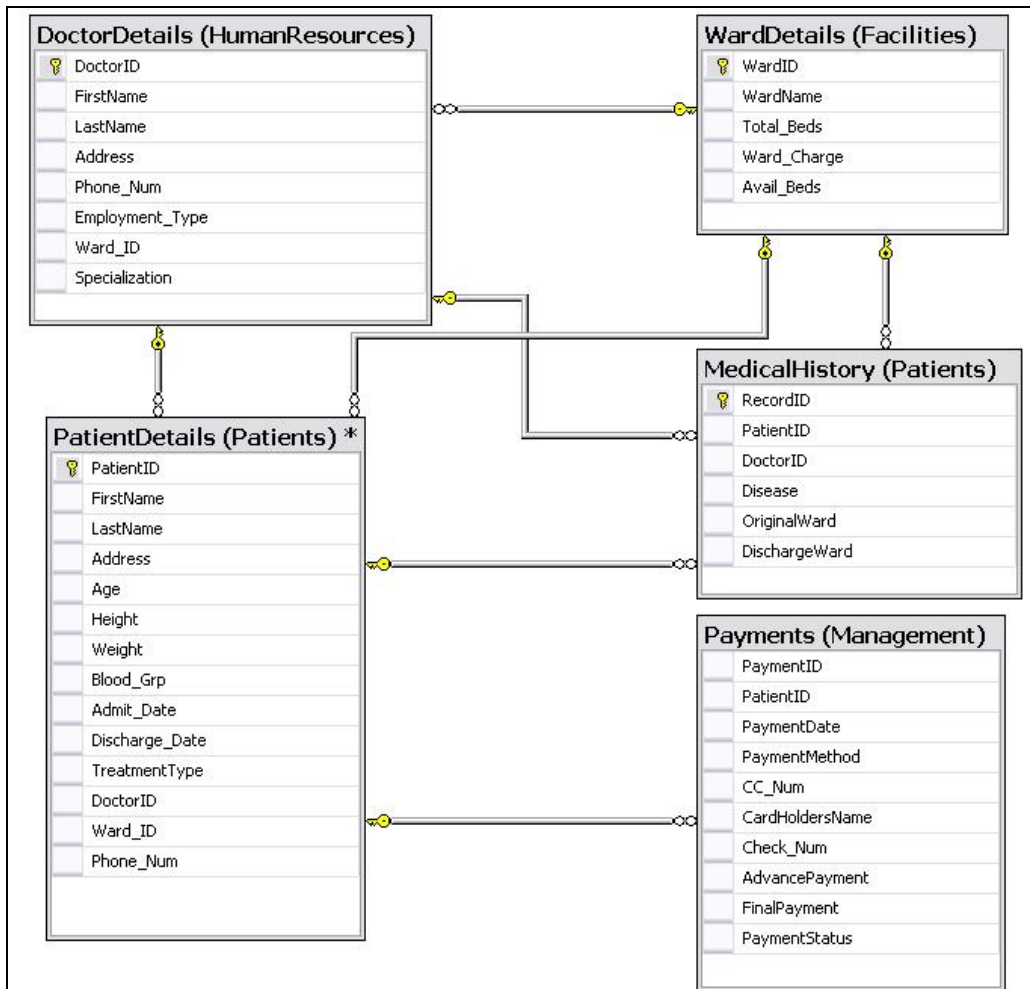 DoctorDetails (HumanResources)
DoctorID
FirstName
LastName
Address
Phone_Num
Employment_Type
Ward_ID
Specialization
WardDetails (Facilities)
WardID
WardName
Total_Beds
Ward_Charge
Avail_Beds
PatientDetails (Patients) *
PatientID
FirstName
LastName
Address
Age
Height
Weight
Blood_Grp
Admit_Date
Discharge_Date
TreatmentType
DoctorID
Ward_ID
Phone_Num
MedicalHistory (Patients)
RecordID
PatientID
DoctorID
Disease
OriginalWard
DischargeWard
Payments (Management)
PaymentID
PatientID
PaymentDate
PaymentMethod
CC_Num
CardHoldersName
Check_Num
AdvancePayment
FinalPayment
PaymentStatus